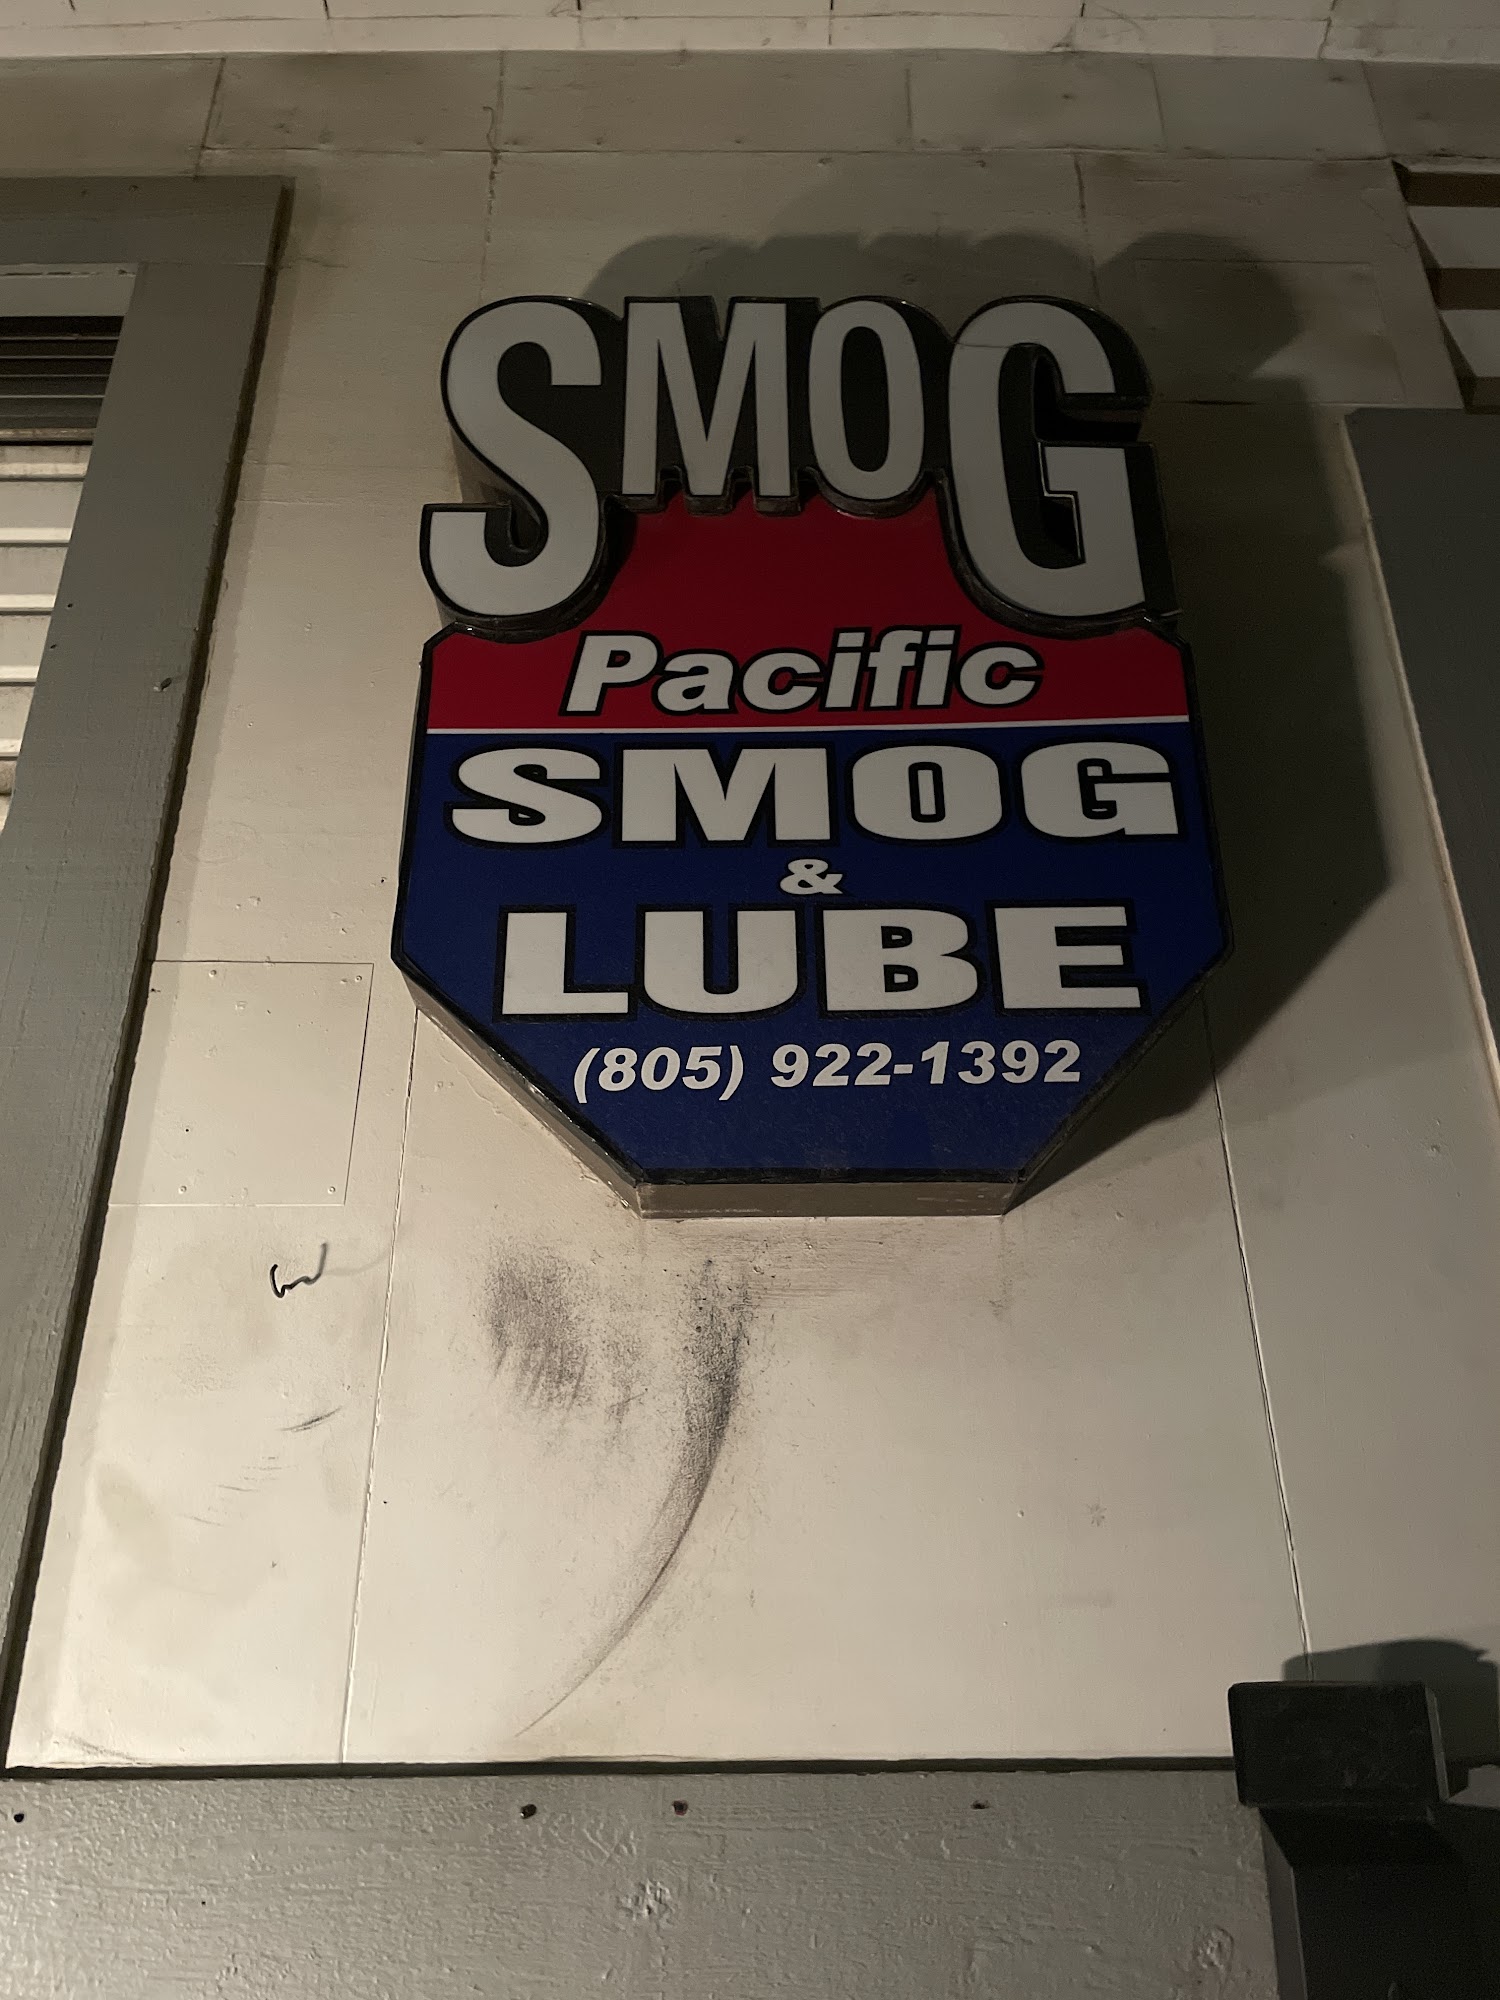 SMOG
Pacific
SMOG
&
LUBE
(805) 922-1392